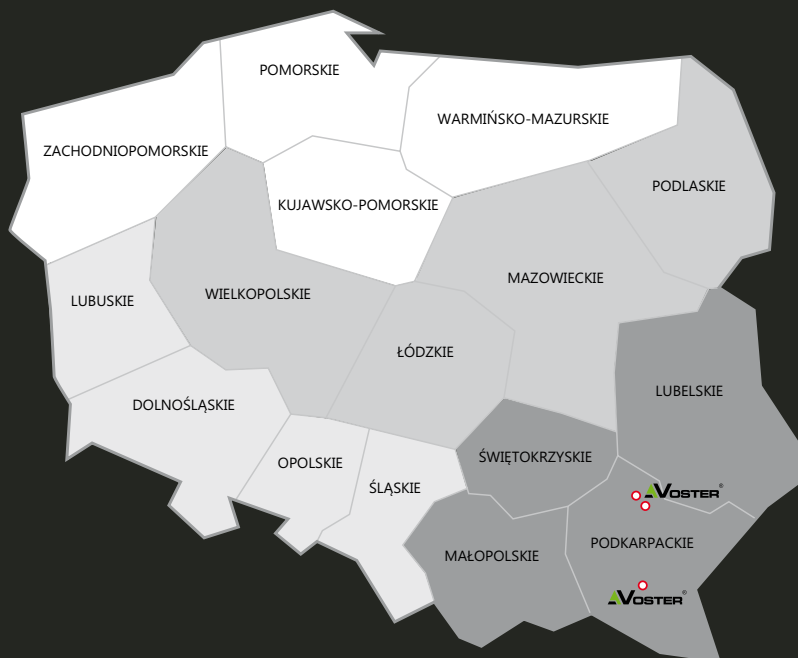 POMORSKIE
WARMIŃSKO-MAZURSKIE
ZACHODNIOPOMORSKIE
PODLASKIE
KUJAWSKO-POMORSKIE
MAZOWIECKIE
WIELKOPOLSKIE
LUBUSKIE
ŁÓDZKIE
LUBELSKIE
DOLNOŚLĄSKIE
ŚWIĘTOKRZYSKIE
OPOLSKIE
ŚLĄSKIE
VOSTER®
PODKARPACKIE
MAŁOPOLSKIE
VOSTER®